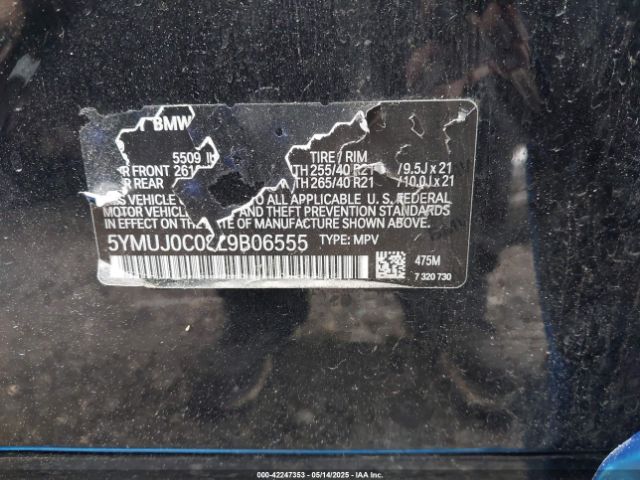 BMW
5509
TIRE / RIM
FRONT 261 TH 255/40 R21 / 9.5J x 21
REAR TH 265/40 R21 / 10.0J x 21
VEHICLE TO ALL APPLICABLE U. S. FEDERAL
MOTOR VEHICLE AND THEFT PREVENTION STANDARDS
IN EFFECT ON THE DATE OF MANUFACTURE SHOWN ABOVE.
TYPE: MPV
475M
7 320 730
000-42247353 05/14/2025 - IAA Inc.